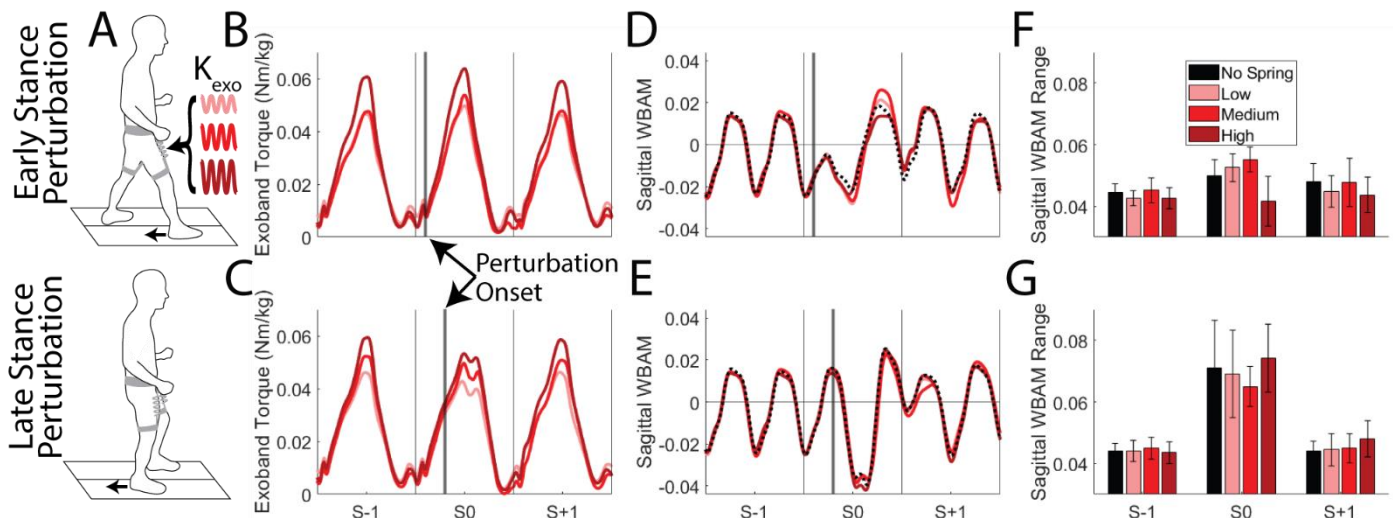 Early Stance
Perturbation
A
K
exo
B
Exoband Torque (Nm/kg)
0.06
0.04
0.02
0
D
Sagittal WBAM
0.04
0.02
0
-0.02
-0.04
F
Sagittal WBAM Range
0.08
0.06
0.04
No Spring
Low
Medium
High
Perturbation
Onset
Late Stance
Perturbation
C
Exoband Torque (Nm/kg)
0.06
0.04
0.02
0
S-1
S0
S+1
E
Sagittal WBAM
0.04
0.02
0
-0.02
-0.04
S-1
S0
S+1
G
Sagittal WBAM Range
0.08
0.06
0.04
S-1
S0
S+1